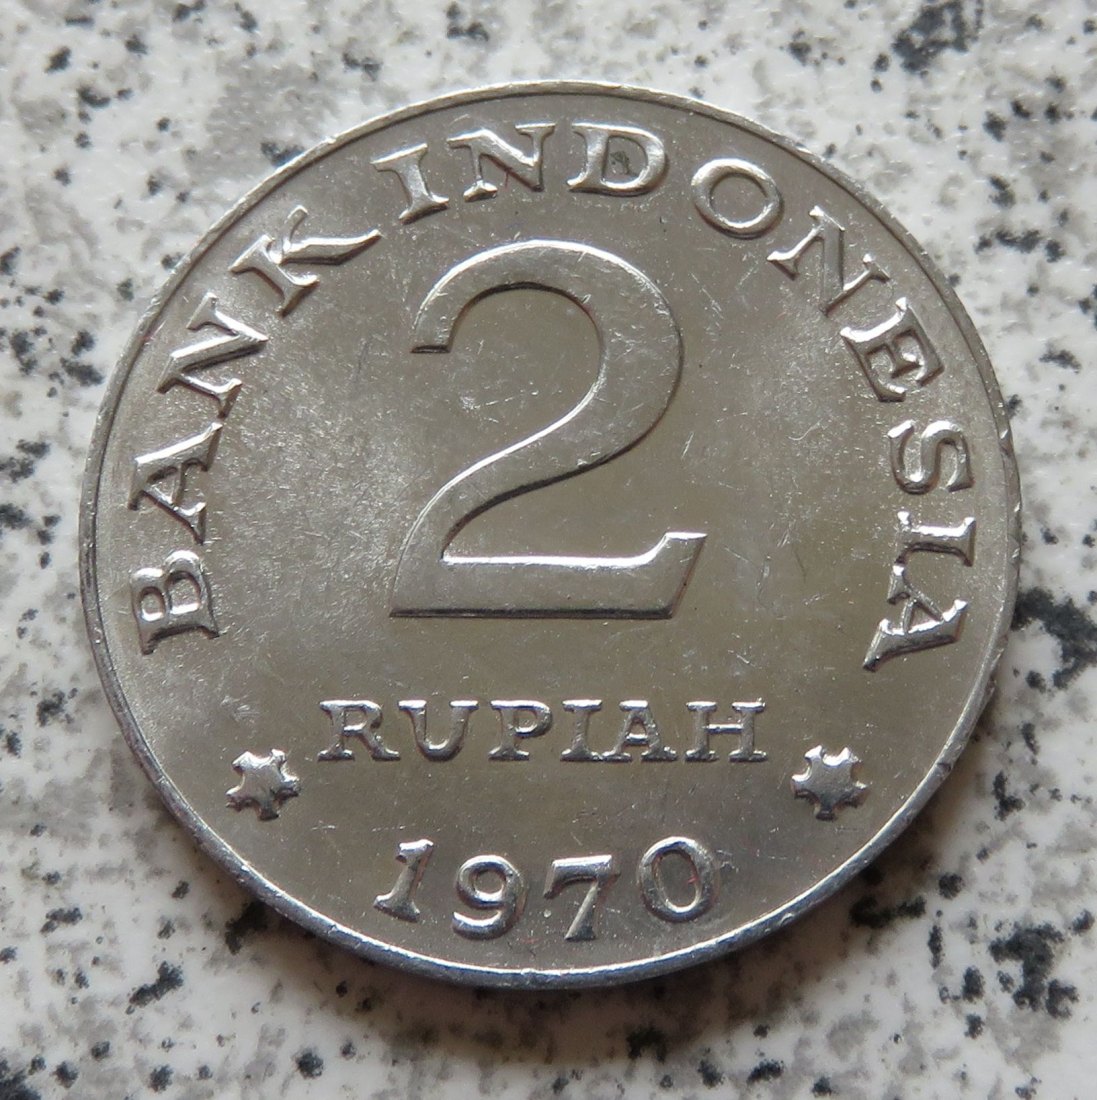 BANK INDONESIA
2
RUPIAH
1970